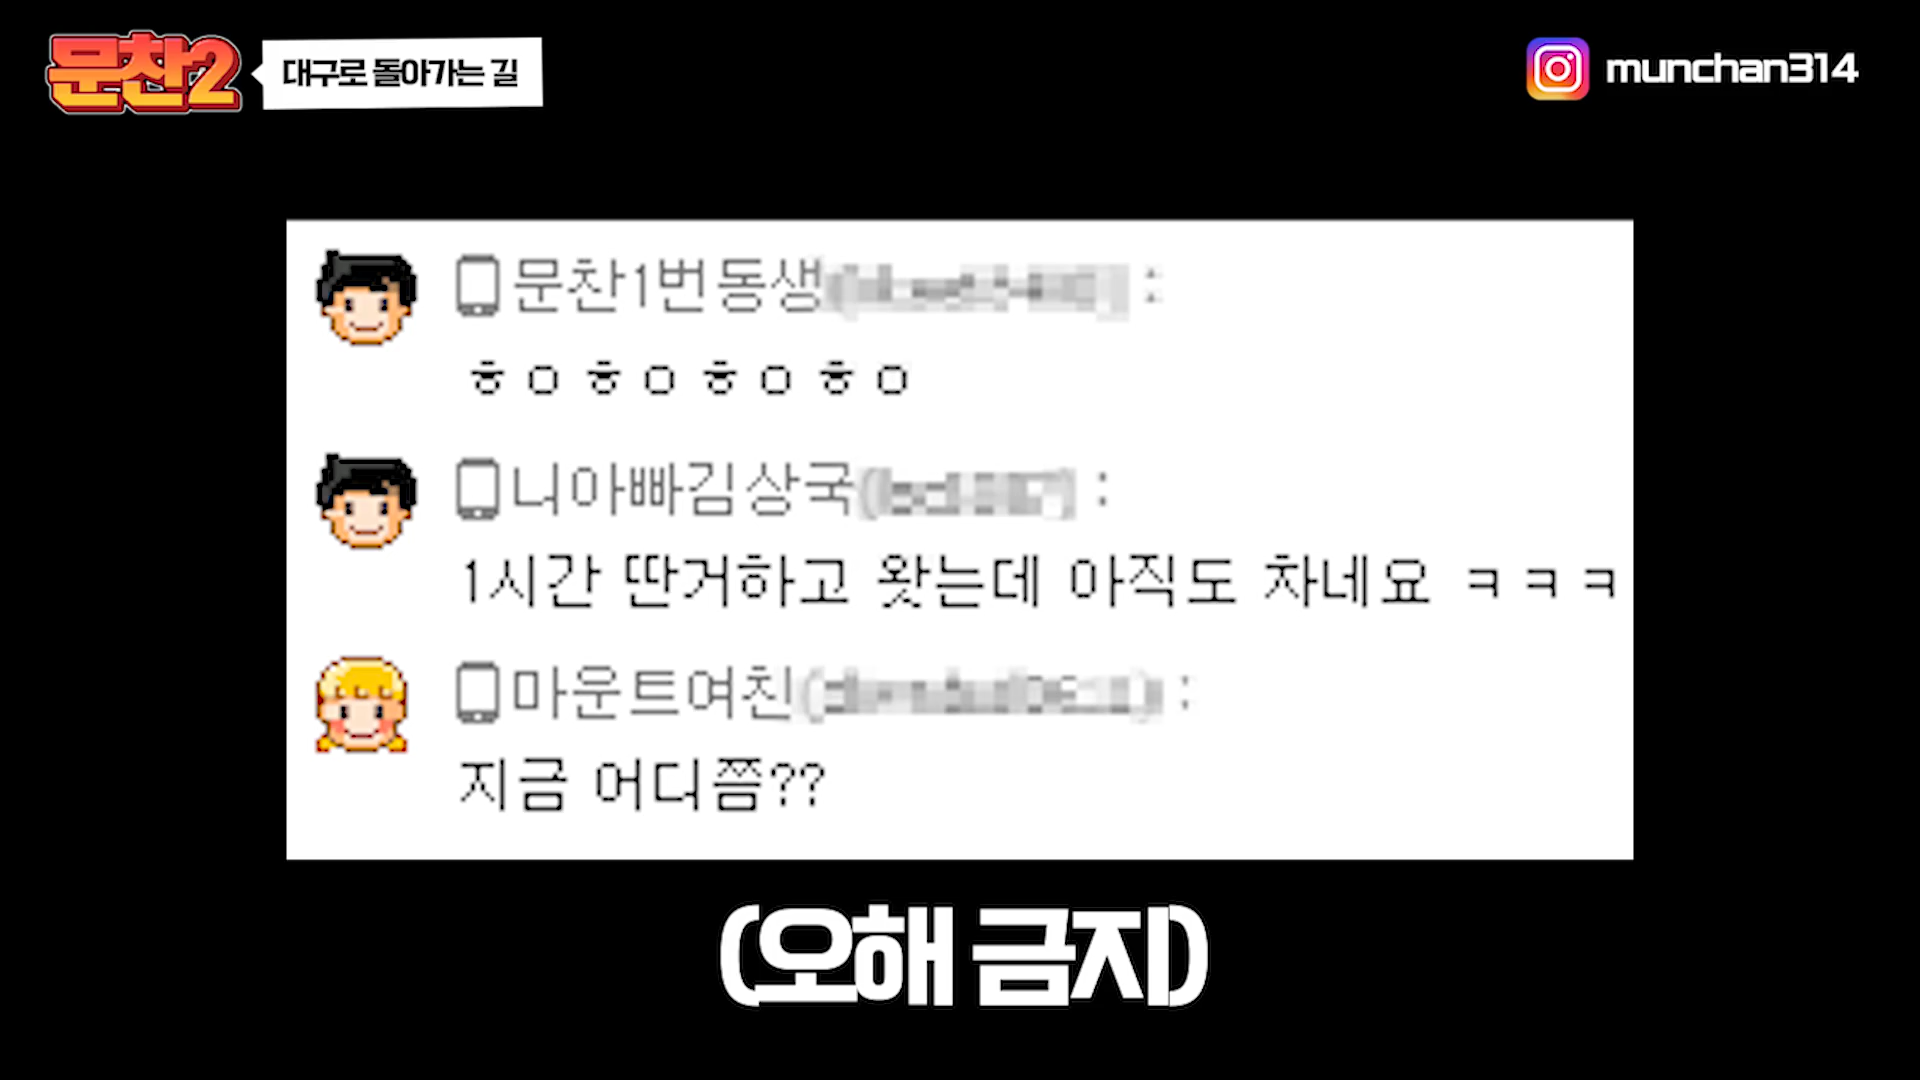 문찬2
대구로 돌아가는 길
munchan314
문찬1번동생
ㅎㅇㅎㅇㅎㅇㅎㅇ
니아빠김상국
1시간 딴거하고 왓는데 아직도 차네요 ㅋㅋㅋ
마운트여친
지금 어디쯤??
(오해 금지)